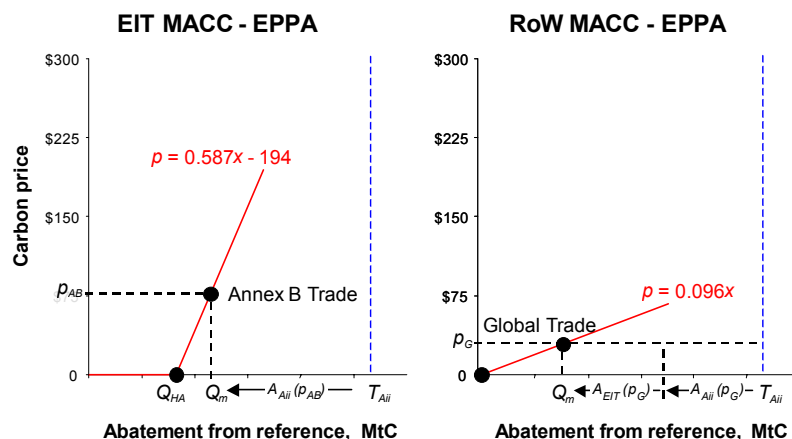 EIT MACC - EPPA
$300
$225
$150
$75
0
Carbon price
p = 0.587x - 194
p_AB
Annex B Trade
Q_HA
Q_m
A_Aii (p_AB)
T_Aii
Abatement from reference, MtC
RoW MACC - EPPA
$300
$225
$150
$75
0
p = 0.096x
Global Trade
p_G
Q_m
A_EIT (p_G)
A_Aii (p_G)
T_Aii
Abatement from reference, MtC